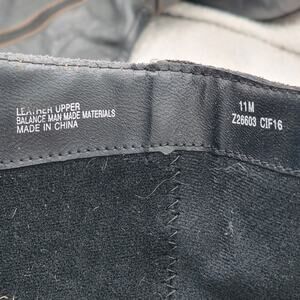 LEATHER UPPER
BALANCE MAN MADE MATERIALS
MADE IN CHINA
11M
Z26603 CIF16